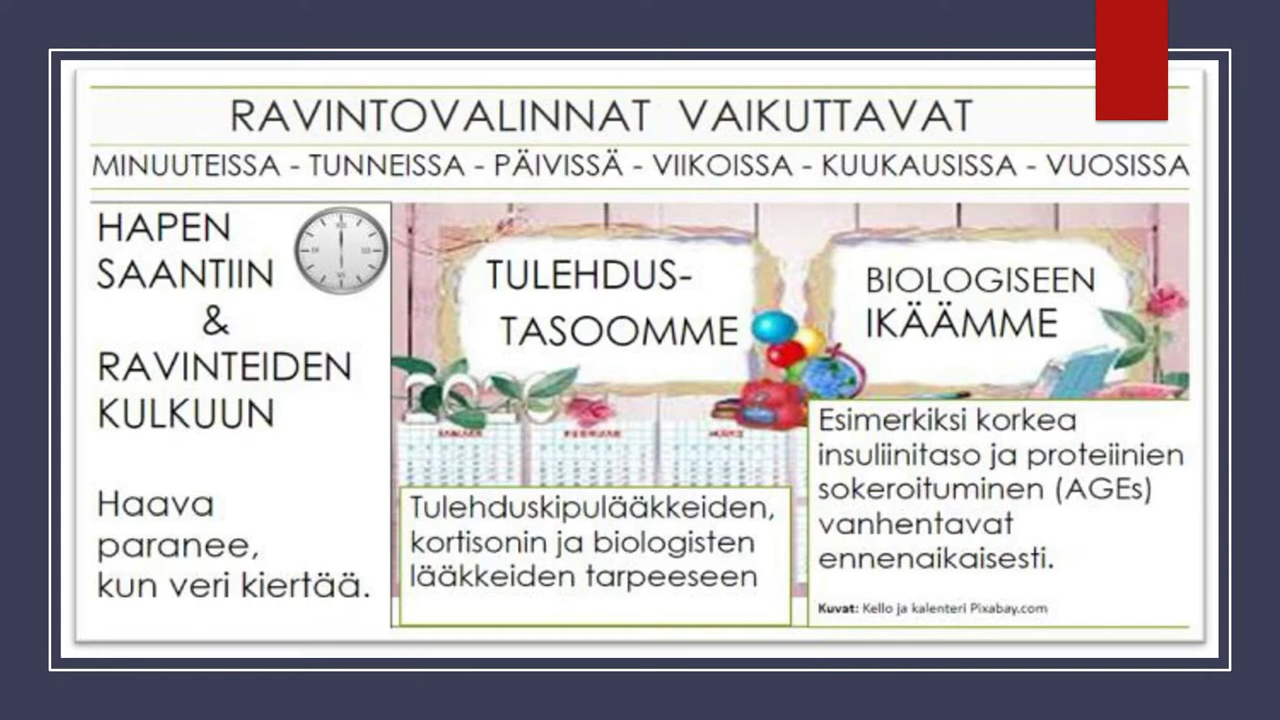 RAVINTOVALINNAT VAIKUTTAVAT
MINUUTEISSA - TUNNEISSA - PÄIVISSÄ - VIIKOISSA - KUUKAUSISSA - VUOSISSA
HAPEN
SAANTIIN
&
RAVINTEIDEN
KULKUUN
Haava
paranee,
kun veri kiertää.
TULEHDUS-
TASOOMME
Tulehduskipulääkkeiden,
kortisonin ja biologisten
lääkkeiden tarpeeseen
BIOLOGISEEN
IKÄÄMME
Esimerkiksi korkea
insuliinitaso ja proteiinien
sokeroituminen (AGEs)
vanhentavat
ennenaikaisesti.
Kuvat: Kello ja kalenteri Pixabay.com